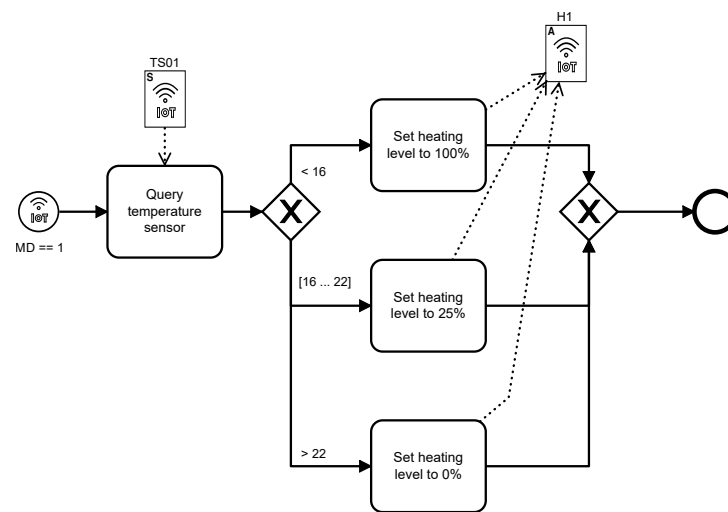 H1
A
IOT
TS01
S
IOT
Set heating
level to 100%
< 16
Query
temperature
sensor
X
X
IOT
MD == 1
[16 ... 22]
Set heating
level to 25%
> 22
Set heating
level to 0%